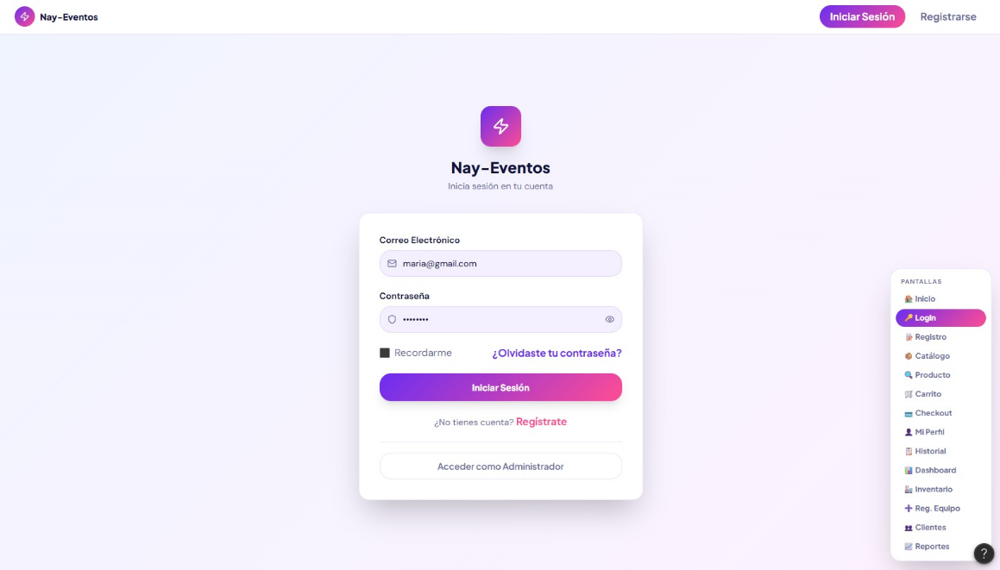 Nay-Eventos
Iniciar Sesión
Registrarse
Nay-Eventos
Inicia sesión en tu cuenta
Correo Electrónico
maria@gmail.com
Contraseña
••••••••
Recordarme
¿Olvidaste tu contraseña?
Iniciar Sesión
¿No tienes cuenta? Regístrate
Acceder como Administrador
PANTALLAS
Inicio
Login
Registro
Catálogo
Producto
Carrito
Checkout
Mi Perfil
Historial
Dashboard
Inventario
Reg. Equipo
Clientes
Reportes
?